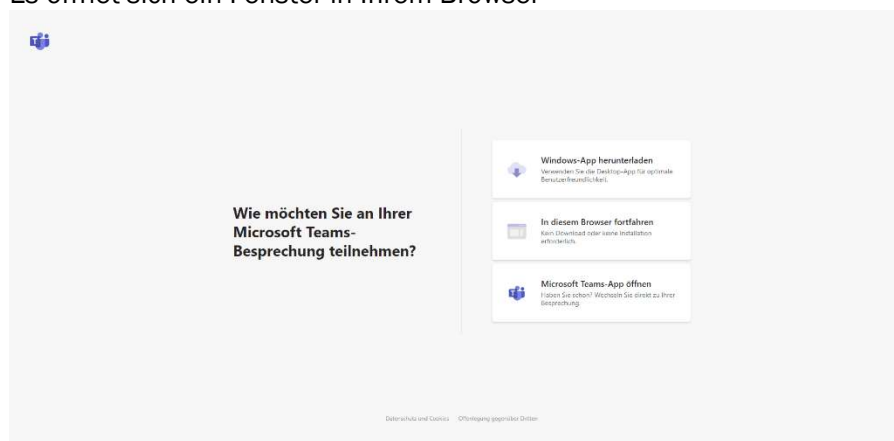 Es öffnet sich ein Fenster in Ihrem Browser
Wie möchten Sie an Ihrer
Microsoft Teams-
Besprechung teilnehmen?
Windows-App herunterladen
Verwenden Sie die Desktop-App für optimale
Benutzerfreundlichkeit.
In diesem Browser fortfahren
Kein Download oder keine Installation
erforderlich.
Microsoft Teams-App öffnen
Haben Sie schon? Wechseln Sie direkt zu Ihrer
Besprechung.
Datenschutz und Cookies Offenlegung gegenüber Dritten